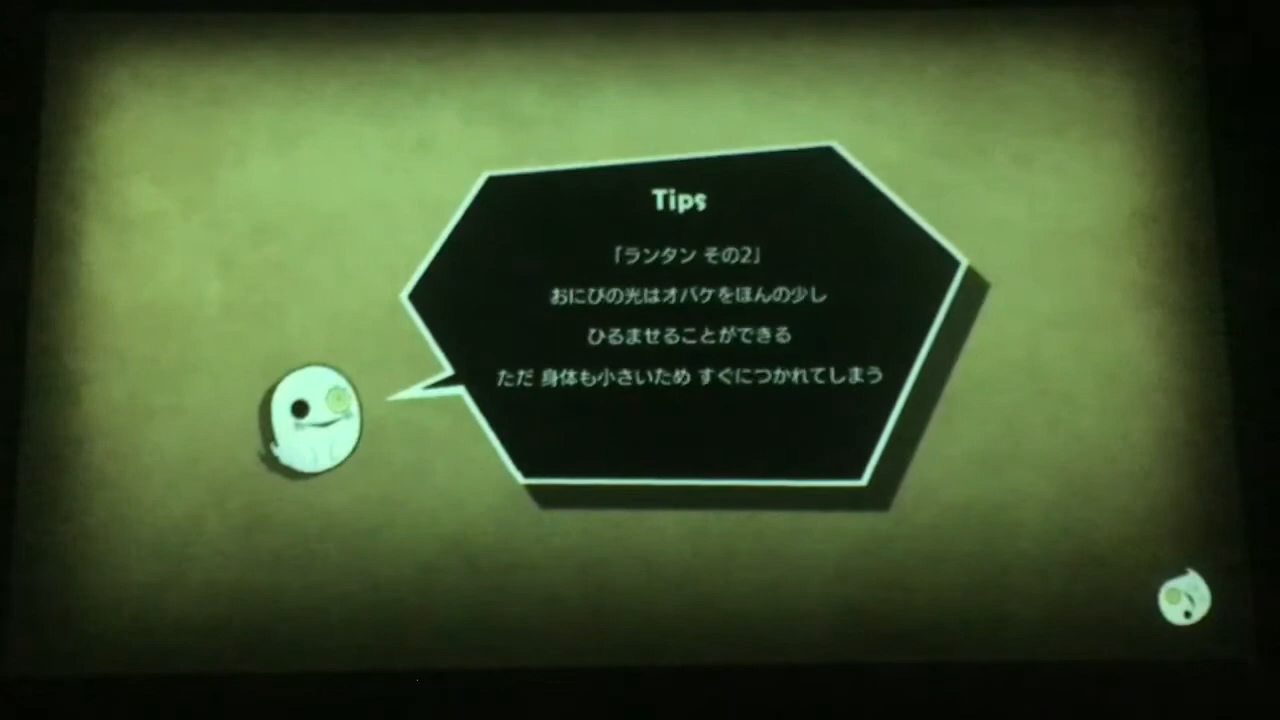 Tips
「ランタン その2」
おにびの光はオバケをほんの少し
ひるませることができる
ただ 身体も小さいため すぐにつかれてしまう